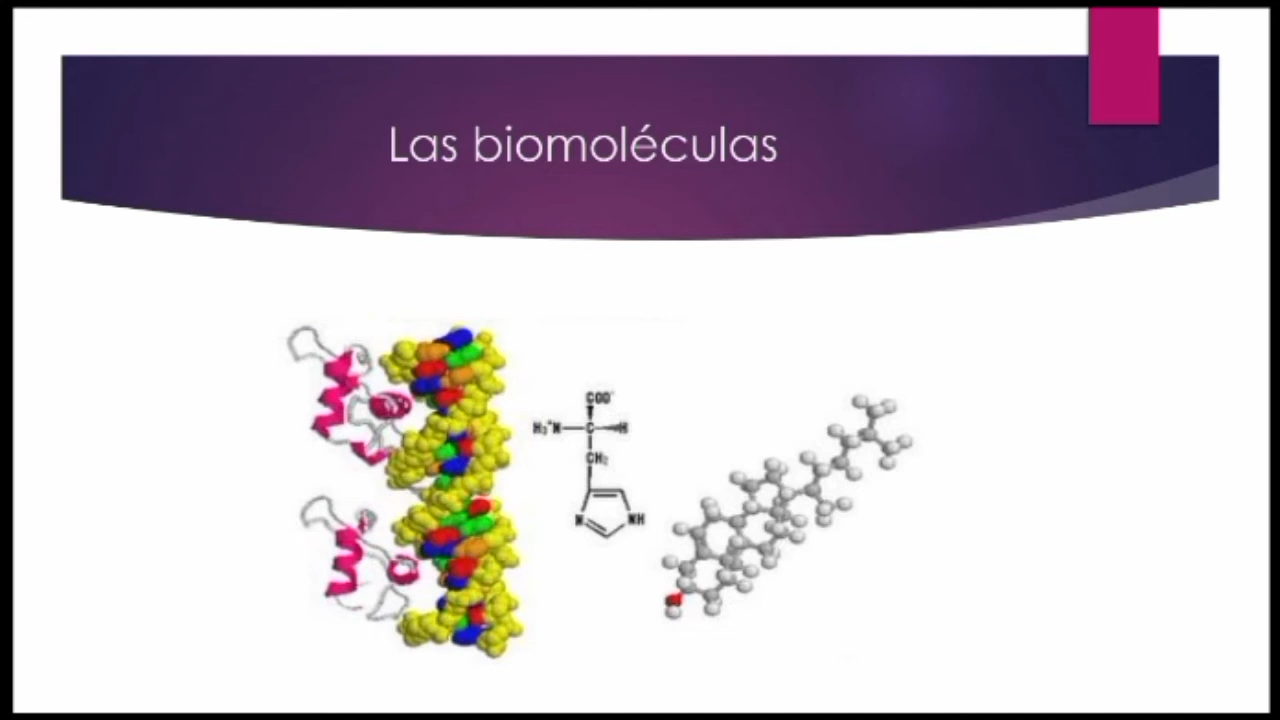 Las biomoléculas
COO⁻
H₃⁺N C H
CH₂
N NH